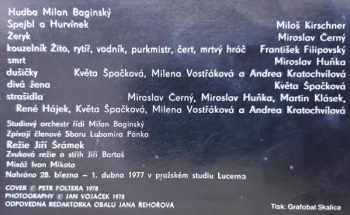 Hudba Milan Baginský
Spejbl a Hurvínek Miloš Kirschner
Žeryk Miroslav Černý
kouzelník Žito, rytíř, vodník, purkmistr, čert, mrtvý hráč František Filipovský
smrt Miroslav Huňka
dušičky Květa Špačková, Milena Vostřáková a Andrea Kratochvílová
divá žena Květa Špačková
strašidla Miroslav Černý, Miroslav Huňka, Martin Klásek,
René Hájek, Květa Špačková, Milena Vostřáková a Andrea Kratochvílová
Studiový orchestr řídí Milan Baginský
Zpívají členové Sboru Lubomíra Pánka
Režie Jiří Šrámek
Zvuková režie a střih Jiří Bartoš
Mladá Ivan Mikota
Nahráno 28. března – 1. dubna 1977 v pražském studiu Lucerna
COVER © PETR FOLTERA 1978
PHOTOGRAPHY © JAN VOJÁČEK 1978
ODPOVĚDNÁ REDAKTORKA OBALU JANA ŘEHOŘOVÁ
Tisk: Grafobal Skalica